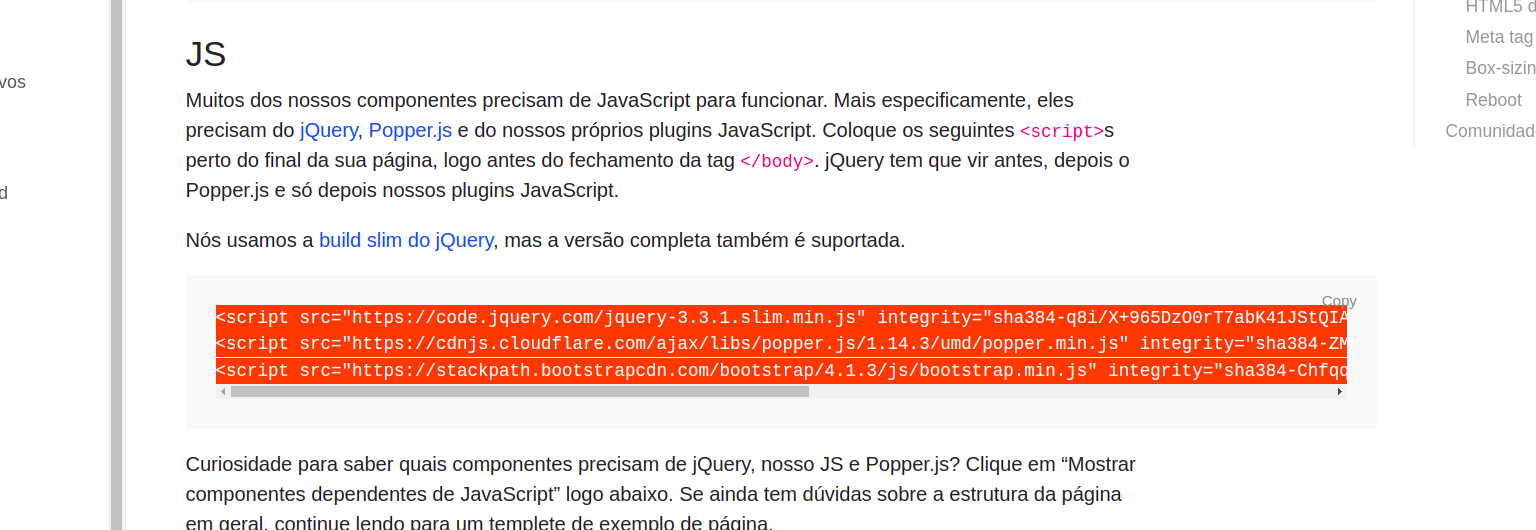 vos
d
JS
Muitos dos nossos componentes precisam de JavaScript para funcionar. Mais especificamente, eles
precisam do jQuery, Popper.js e do nossos próprios plugins JavaScript. Coloque os seguintes <script>s
perto do final da sua página, logo antes do fechamento da tag </body>. jQuery tem que vir antes, depois o
Popper.js e só depois nossos plugins JavaScript.
Nós usamos a build slim do jQuery, mas a versão completa também é suportada.
Copy
<script src="https://code.jquery.com/jquery-3.3.1.slim.min.js" integrity="sha384-q8i/X+965DzO0rT7abK41JStQIA
<script src="https://cdnjs.cloudflare.com/ajax/libs/popper.js/1.14.3/umd/popper.min.js" integrity="sha384-ZM
<script src="https://stackpath.bootstrapcdn.com/bootstrap/4.1.3/js/bootstrap.min.js" integrity="sha384-Chfqq
Curiosidade para saber quais componentes precisam de jQuery, nosso JS e Popper.js? Clique em “Mostrar
componentes dependentes de JavaScript” logo abaixo. Se ainda tem dúvidas sobre a estrutura da página
em geral, continue lendo para um templete de exemplo de página.
HTML5 d
Meta tag
Box-sizin
Reboot
Comunidad